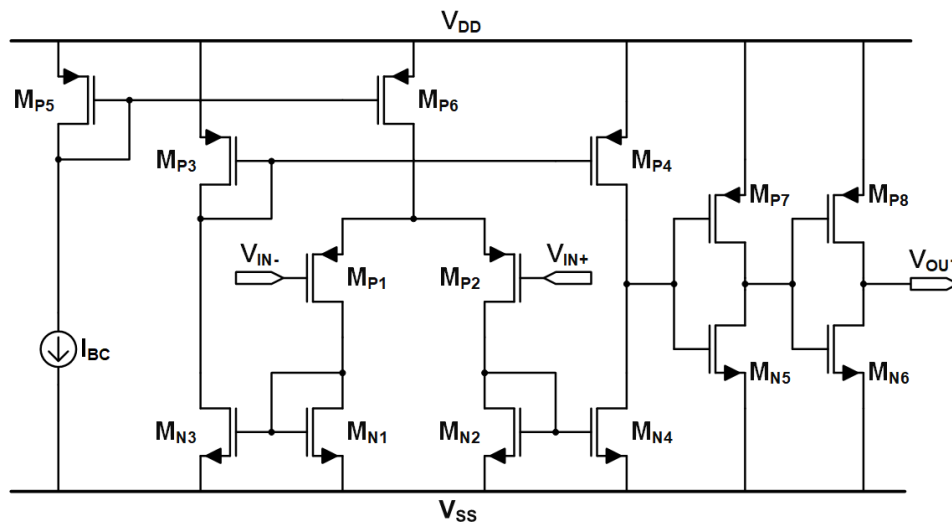 VDD
MP5
MP6
MP3
MP4
MP7
MP8
VIN-
MP1
MP2
VIN+
VOUT
IBC
MN5
MN6
MN3
MN1
MN2
MN4
VSS